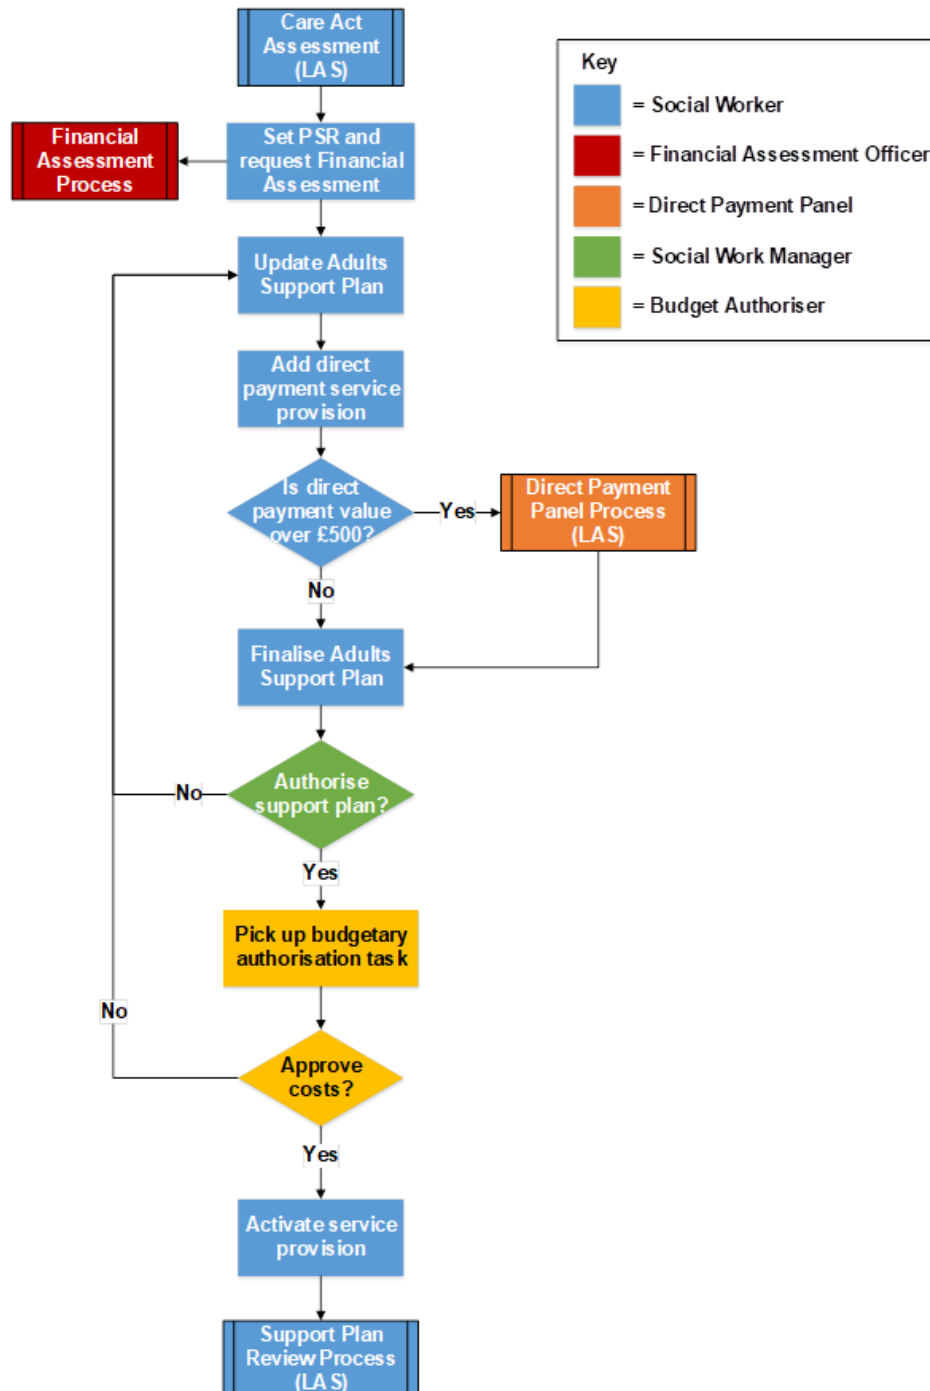 Care Act
Assessment
(LAS)
Key
= Social Worker
= Financial Assessment Officer
= Direct Payment Panel
= Social Work Manager
= Budget Authoriser
Financial
Assessment
Process
Set PSR and
request Financial
Assessment
Update Adults
Support Plan
Add direct
payment service
provision
Is direct
payment value
over £500?
Yes
Direct Payment
Panel Process
(LAS)
No
Finalise Adults
Support Plan
Authorise
support plan?
No
Yes
Pick up budgetary
authorisation task
No
Approve
costs?
Yes
Activate service
provision
Support Plan
Review Process
(LAS)